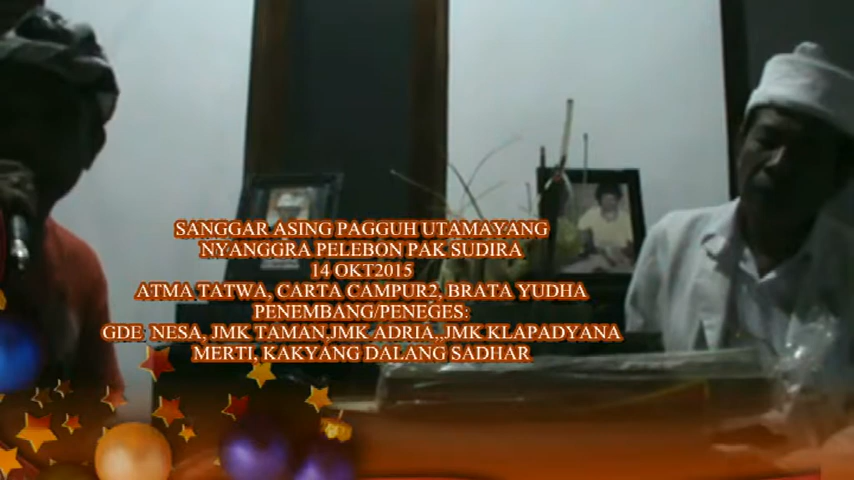 SANGGAR ASING PAGGUH UTAMAYANG
NYANGGRA PELEBON PAK SUDIRA
14 OKT2015
ATMA TATWA, CARTA CAMPUR2, BRATA YUDHA
PENEMBANG/PENEGES:
GDE NESA, JMK TAMAN,JMK ADRIA,,JMK KLAPADYANA
MERTI, KAKYANG DALANG SADHAR